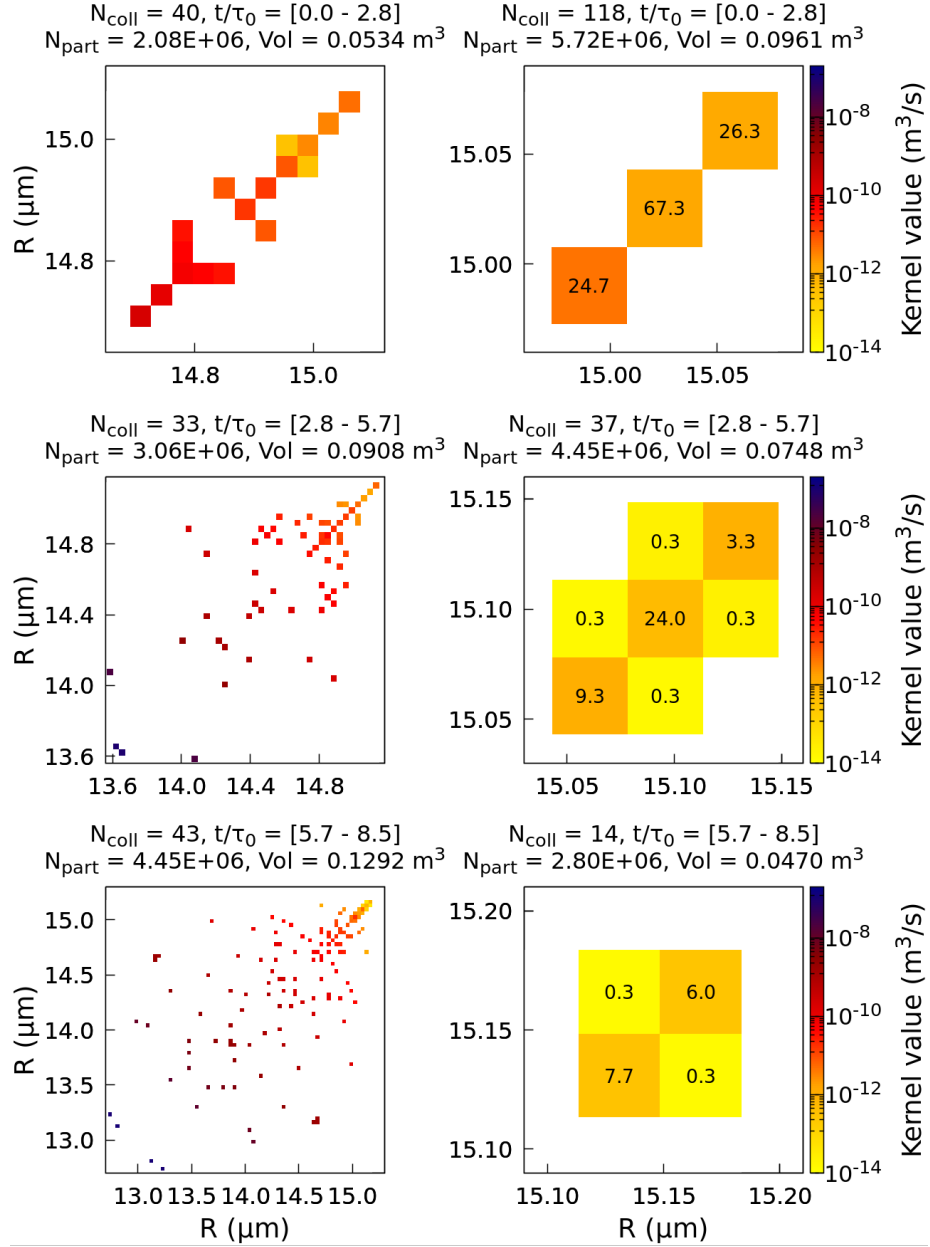 N_coll = 40, t/τ_0 = [0.0 - 2.8]
N_part = 2.08E+06, Vol = 0.0534 m^3
N_coll = 118, t/τ_0 = [0.0 - 2.8]
N_part = 5.72E+06, Vol = 0.0961 m^3
R (μm)
15.0
14.8
14.8 15.0
15.05
15.00
15.00 15.05
26.3
67.3
24.7
10^-8
10^-10
10^-12
10^-14
Kernel value (m^3/s)
N_coll = 33, t/τ_0 = [2.8 - 5.7]
N_part = 3.06E+06, Vol = 0.0908 m^3
N_coll = 37, t/τ_0 = [2.8 - 5.7]
N_part = 4.45E+06, Vol = 0.0748 m^3
R (μm)
14.8
14.4
14.0
13.6
13.6 14.0 14.4 14.8
15.15
15.10
15.05
15.05 15.10 15.15
0.3 3.3
0.3 24.0 0.3
9.3 0.3
10^-8
10^-10
10^-12
10^-14
Kernel value (m^3/s)
N_coll = 43, t/τ_0 = [5.7 - 8.5]
N_part = 4.45E+06, Vol = 0.1292 m^3
N_coll = 14, t/τ_0 = [5.7 - 8.5]
N_part = 2.80E+06, Vol = 0.0470 m^3
R (μm)
15.0
14.5
14.0
13.5
13.0
13.0 13.5 14.0 14.5 15.0
R (μm)
15.20
15.15
15.10
15.10 15.15 15.20
R (μm)
0.3 6.0
7.7 0.3
10^-8
10^-10
10^-12
10^-14
Kernel value (m^3/s)